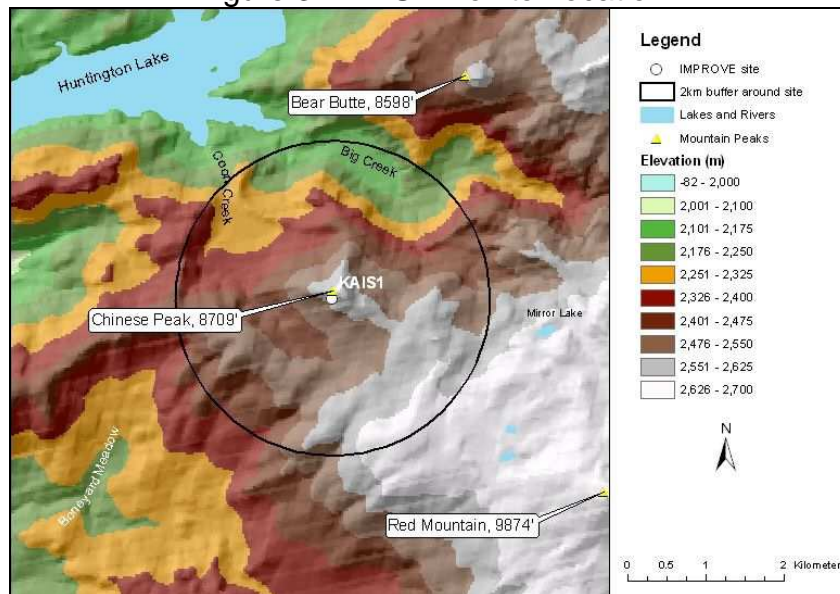 Huntington Lake
Bear Butte, 8598'
Big Creek
Coon Creek
KAIS1
Chinese Peak, 8709'
Mirror Lake
Boneyard Meadow
Red Mountain, 9874'
Legend
IMPROVE site
2km buffer around site
Lakes and Rivers
Mountain Peaks
Elevation (m)
-82 - 2,000
2,001 - 2,100
2,101 - 2,175
2,176 - 2,250
2,251 - 2,325
2,326 - 2,400
2,401 - 2,475
2,476 - 2,550
2,551 - 2,625
2,626 - 2,700
N
0 0.5 1 2 Kilometer